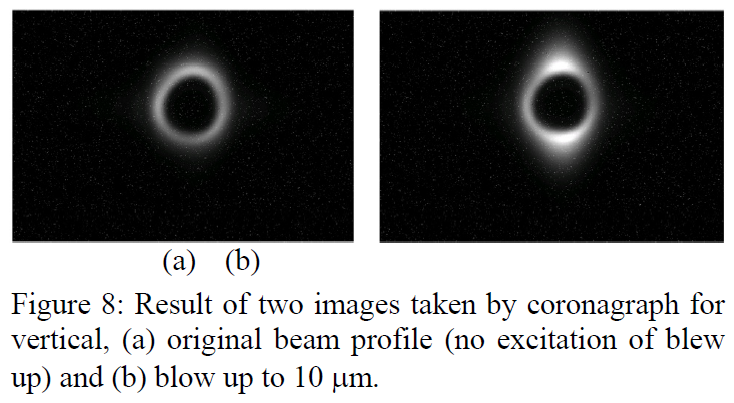 (a) (b)
Figure 8: Result of two images taken by coronagraph for
vertical, (a) original beam profile (no excitation of blew
up) and (b) blow up to 10 μm.